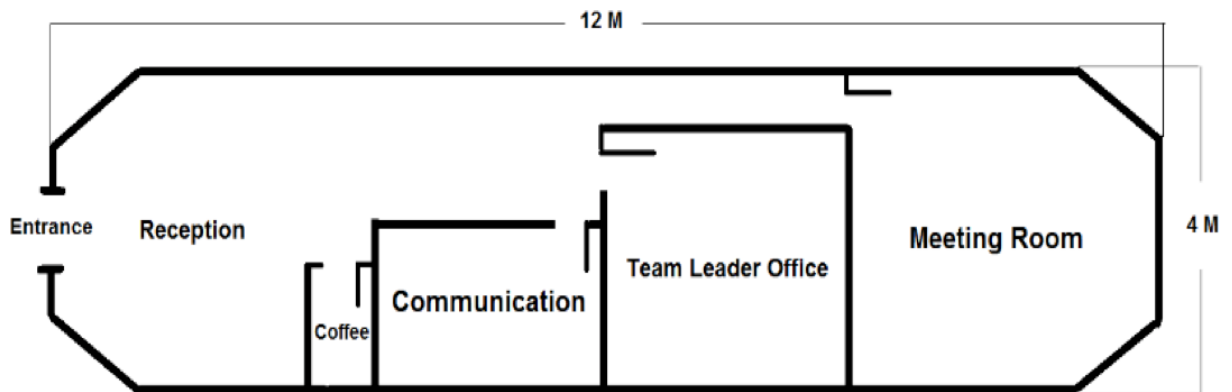 12 M
4 M
Entrance
Reception
Meeting Room
Team Leader Office
Communication
Coffee